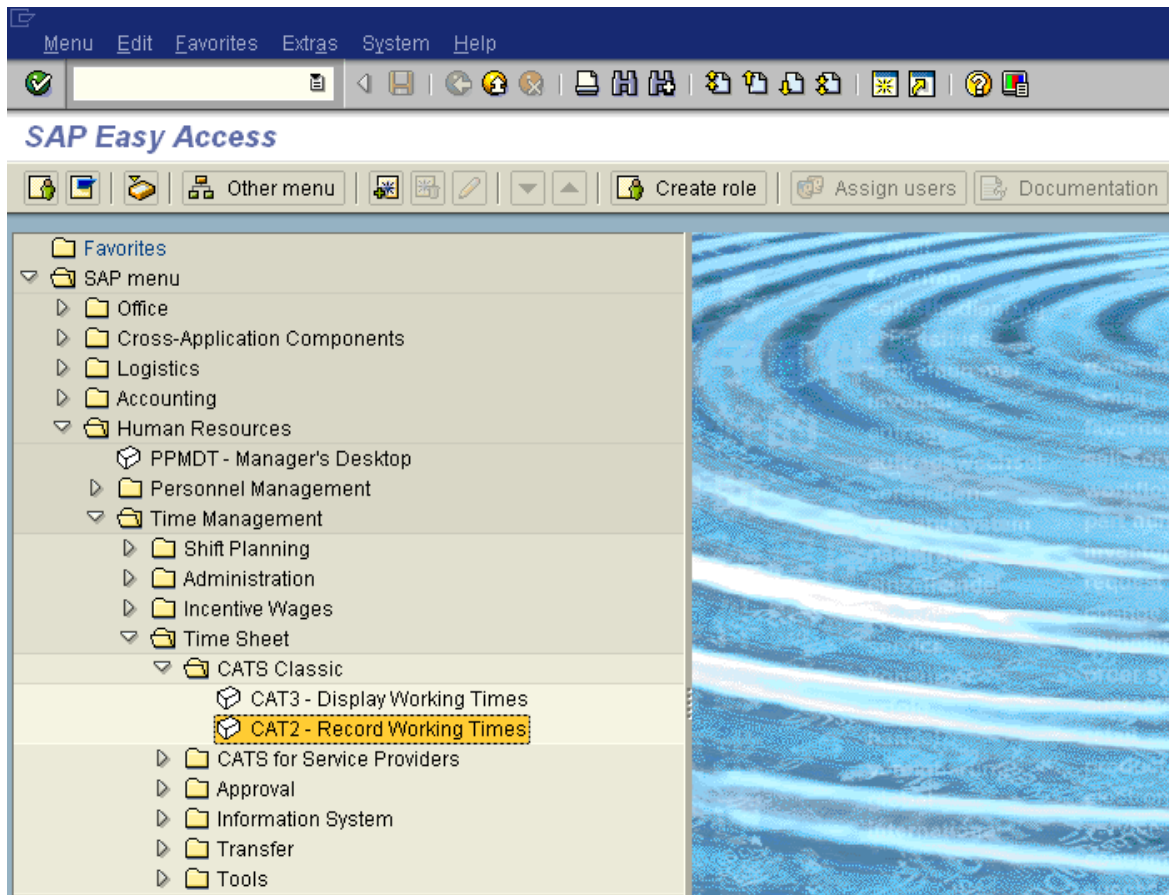 Menu Edit Favorites Extras System Help
SAP Easy Access
Other menu Create role Assign users Documentation
Favorites
SAP menu
Office
Cross-Application Components
Logistics
Accounting
Human Resources
PPMDT - Manager's Desktop
Personnel Management
Time Management
Shift Planning
Administration
Incentive Wages
Time Sheet
CATS Classic
CAT3 - Display Working Times
CAT2 - Record Working Times
CATS for Service Providers
Approval
Information System
Transfer
Tools